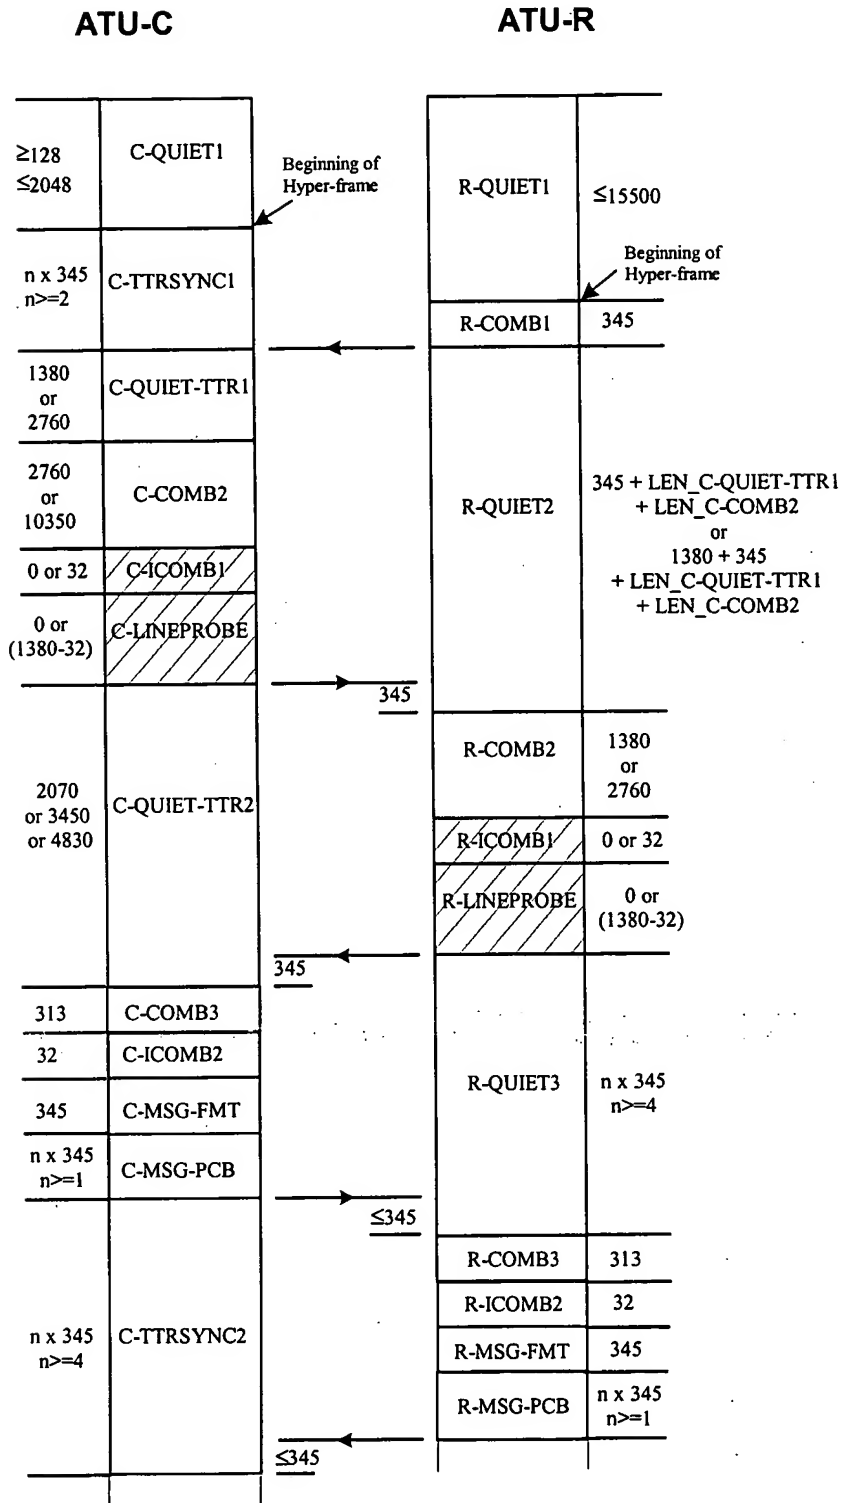 ATU-C
ATU-R
≥128
≤2048
C-QUIET1
Beginning of
Hyper-frame
R-QUIET1
≤15500
n x 345
n>=2
C-TTRSYNC1
Beginning of
Hyper-frame
R-COMB1
345
1380
or
2760
C-QUIET-TTR1
2760
or
10350
C-COMB2
R-QUIET2
345 + LEN_C-QUIET-TTR1
+ LEN_C-COMB2
or
1380 + 345
+ LEN_C-QUIET-TTR1
+ LEN_C-COMB2
0 or 32
C-ICOMB1
0 or
(1380-32)
C-LINEPROBE
345
R-COMB2
1380
or
2760
2070
or 3450
or 4830
C-QUIET-TTR2
R-ICOMB1
0 or 32
R-LINEPROBE
0 or
(1380-32)
345
313
C-COMB3
32
C-ICOMB2
R-QUIET3
n x 345
n>=4
345
C-MSG-FMT
n x 345
n>=1
C-MSG-PCB
≤345
R-COMB3
313
R-ICOMB2
32
n x 345
n>=4
C-TTRSYNC2
R-MSG-FMT
345
R-MSG-PCB
n x 345
n>=1
≤345